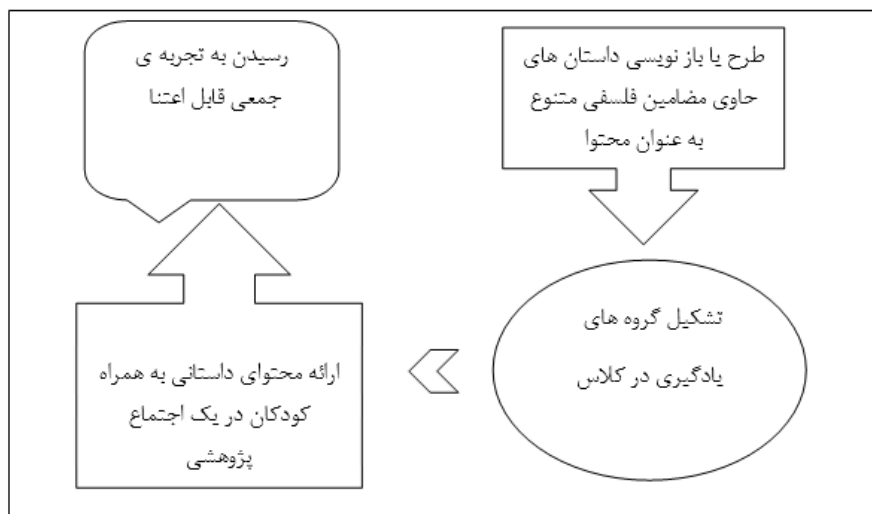 طرح یا باز نویسی داستان های
حاوی مضامین فلسفی متنوع
به عنوان محتوا
تشکیل گروه های
یادگیری در کلاس
ارائه محتوای داستانی به همراه
کودکان در یک اجتماع
پژوهشی
رسیدن به تجربه ی
جمعی قابل اعتنا